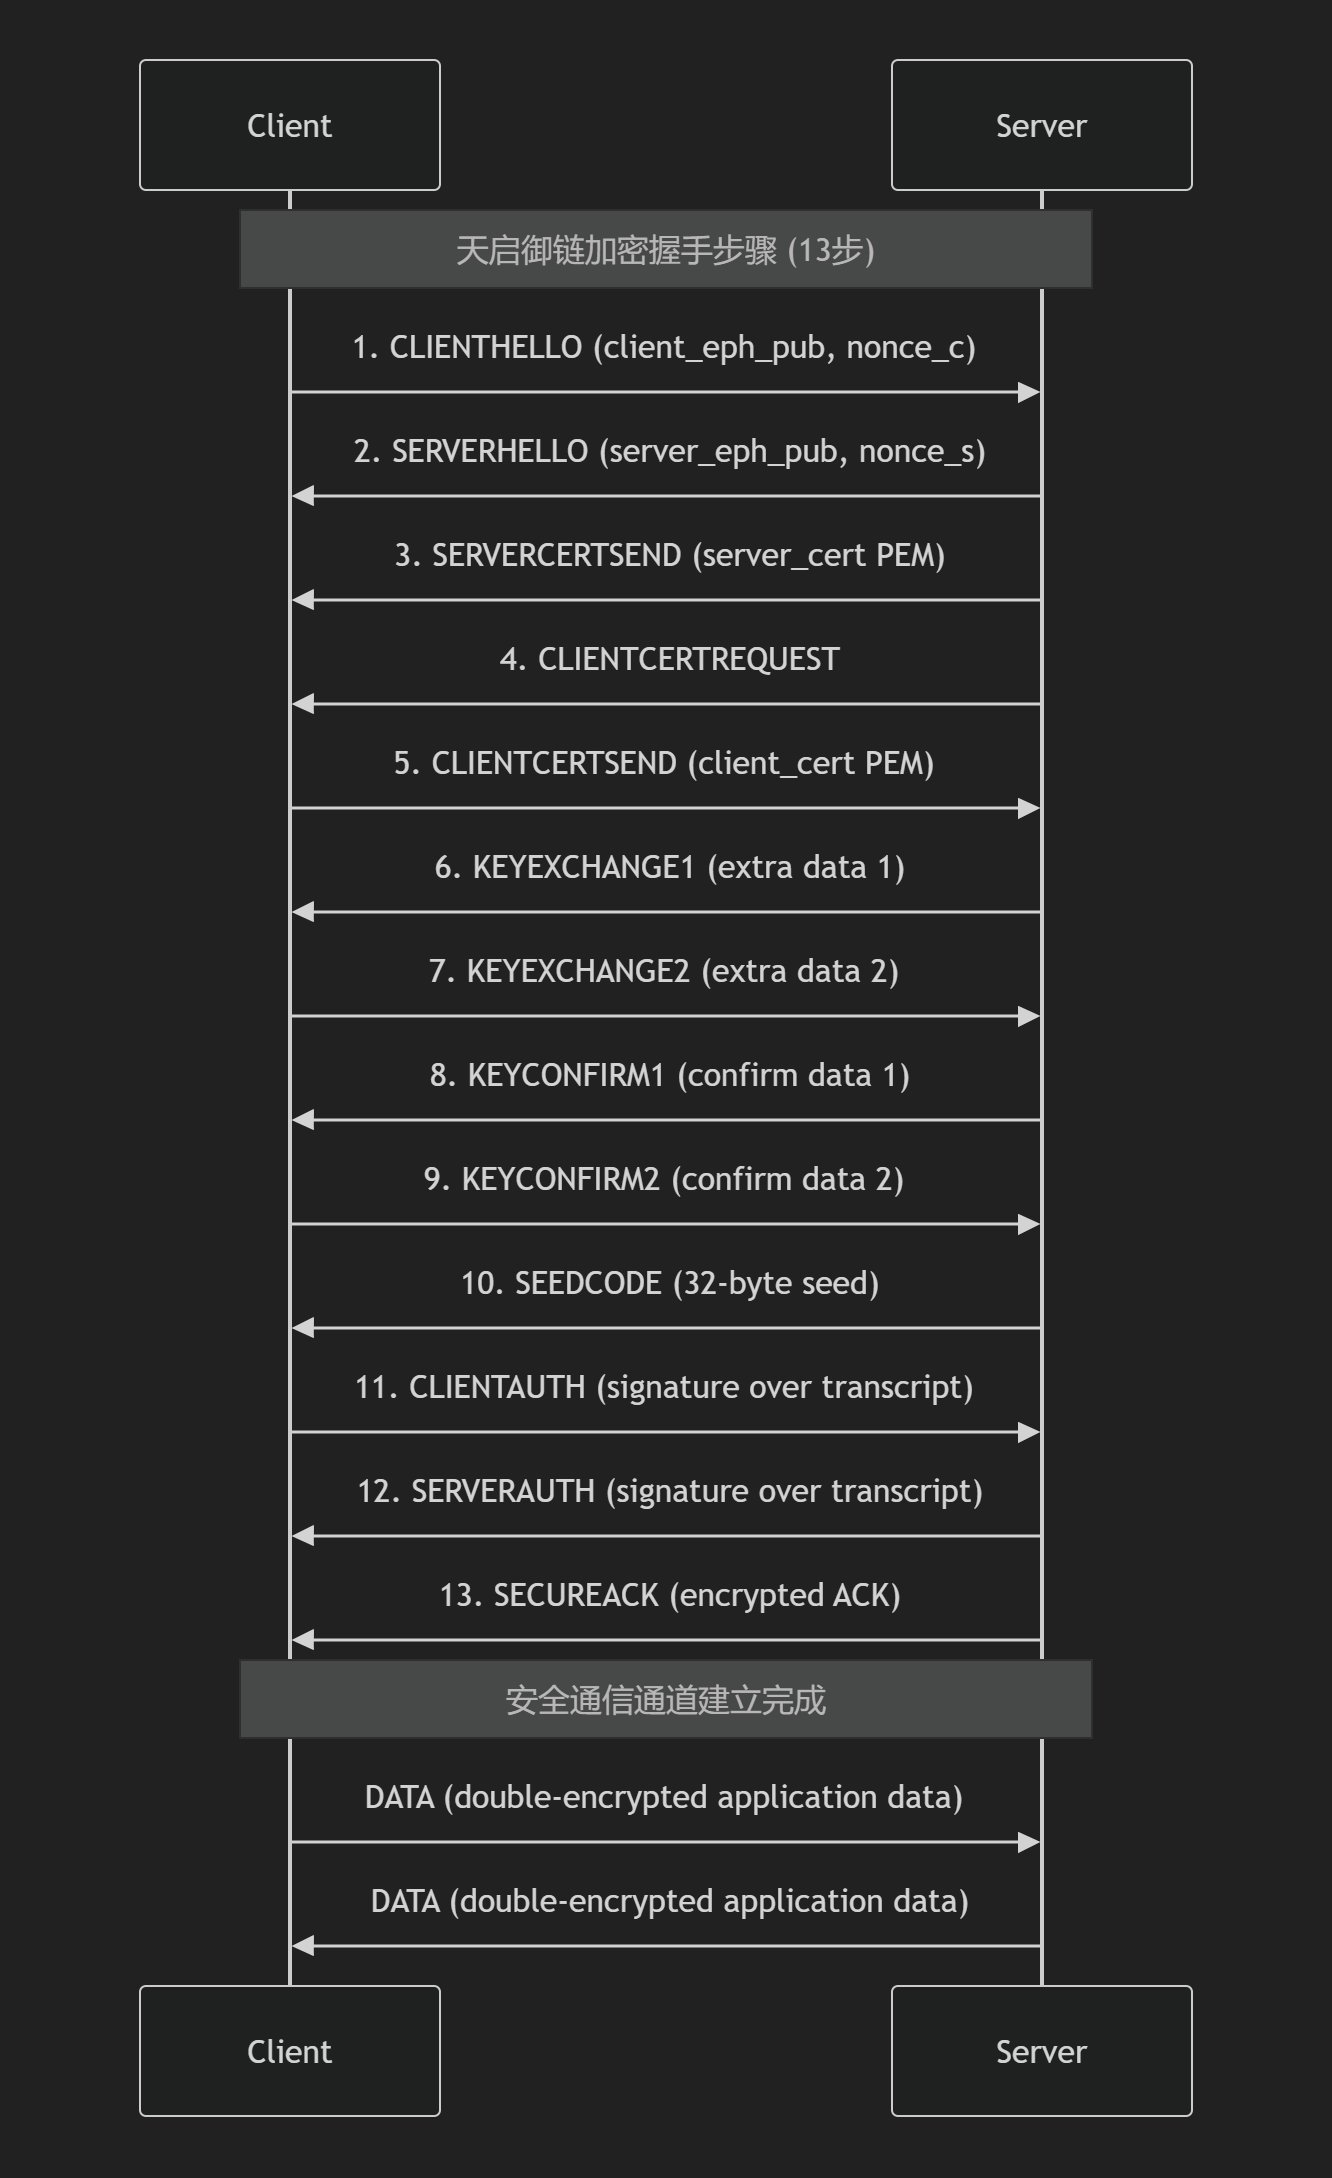 Client
Server
天启御链加密握手步骤 (13步)
1. CLIENTHELLO (client_eph_pub, nonce_c)
2. SERVERHELLO (server_eph_pub, nonce_s)
3. SERVERCERTSEND (server_cert PEM)
4. CLIENTCERTREQUEST
5. CLIENTCERTSEND (client_cert PEM)
6. KEYEXCHANGE1 (extra data 1)
7. KEYEXCHANGE2 (extra data 2)
8. KEYCONFIRM1 (confirm data 1)
9. KEYCONFIRM2 (confirm data 2)
10. SEEDCODE (32-byte seed)
11. CLIENTAUTH (signature over transcript)
12. SERVERAUTH (signature over transcript)
13. SECUREACK (encrypted ACK)
安全通信通道建立完成
DATA (double-encrypted application data)
DATA (double-encrypted application data)
Client
Server